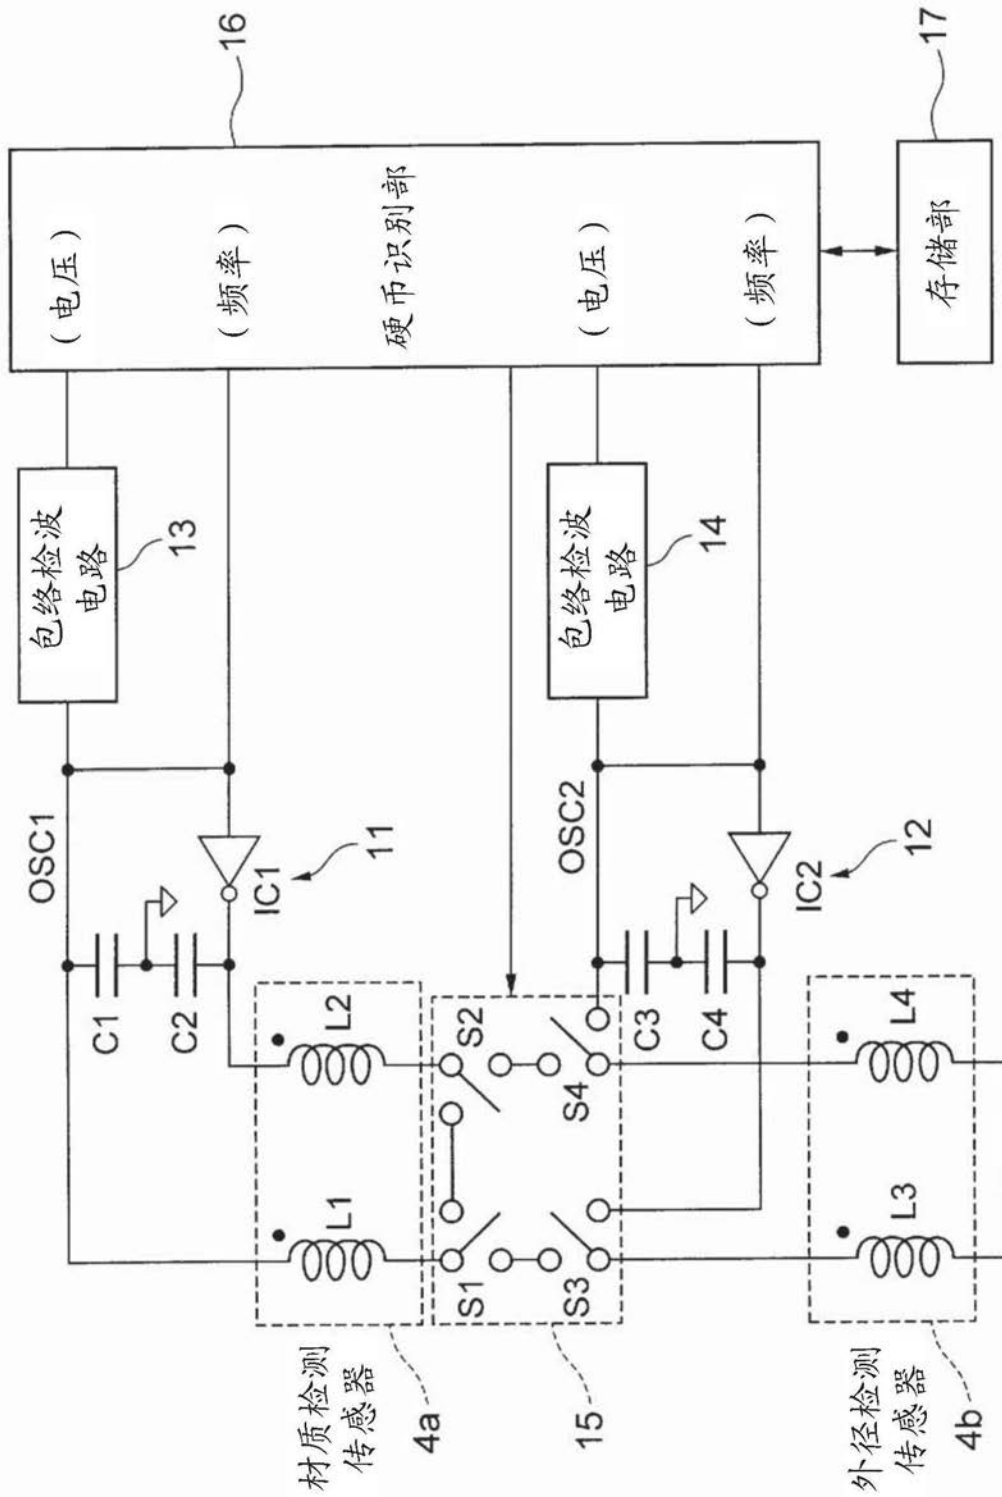 材质检测
传感器
4a
15
外径检测
传感器
4b
L1
L2
S1
S2
S3
S4
L3
L4
C1
C2
OSC1
IC1
11
C3
C4
OSC2
IC2
12
包络检波
电路
13
包络检波
电路
14
(电压)
(频率)
硬币识别部
(电压)
(频率)
16
存储部
17